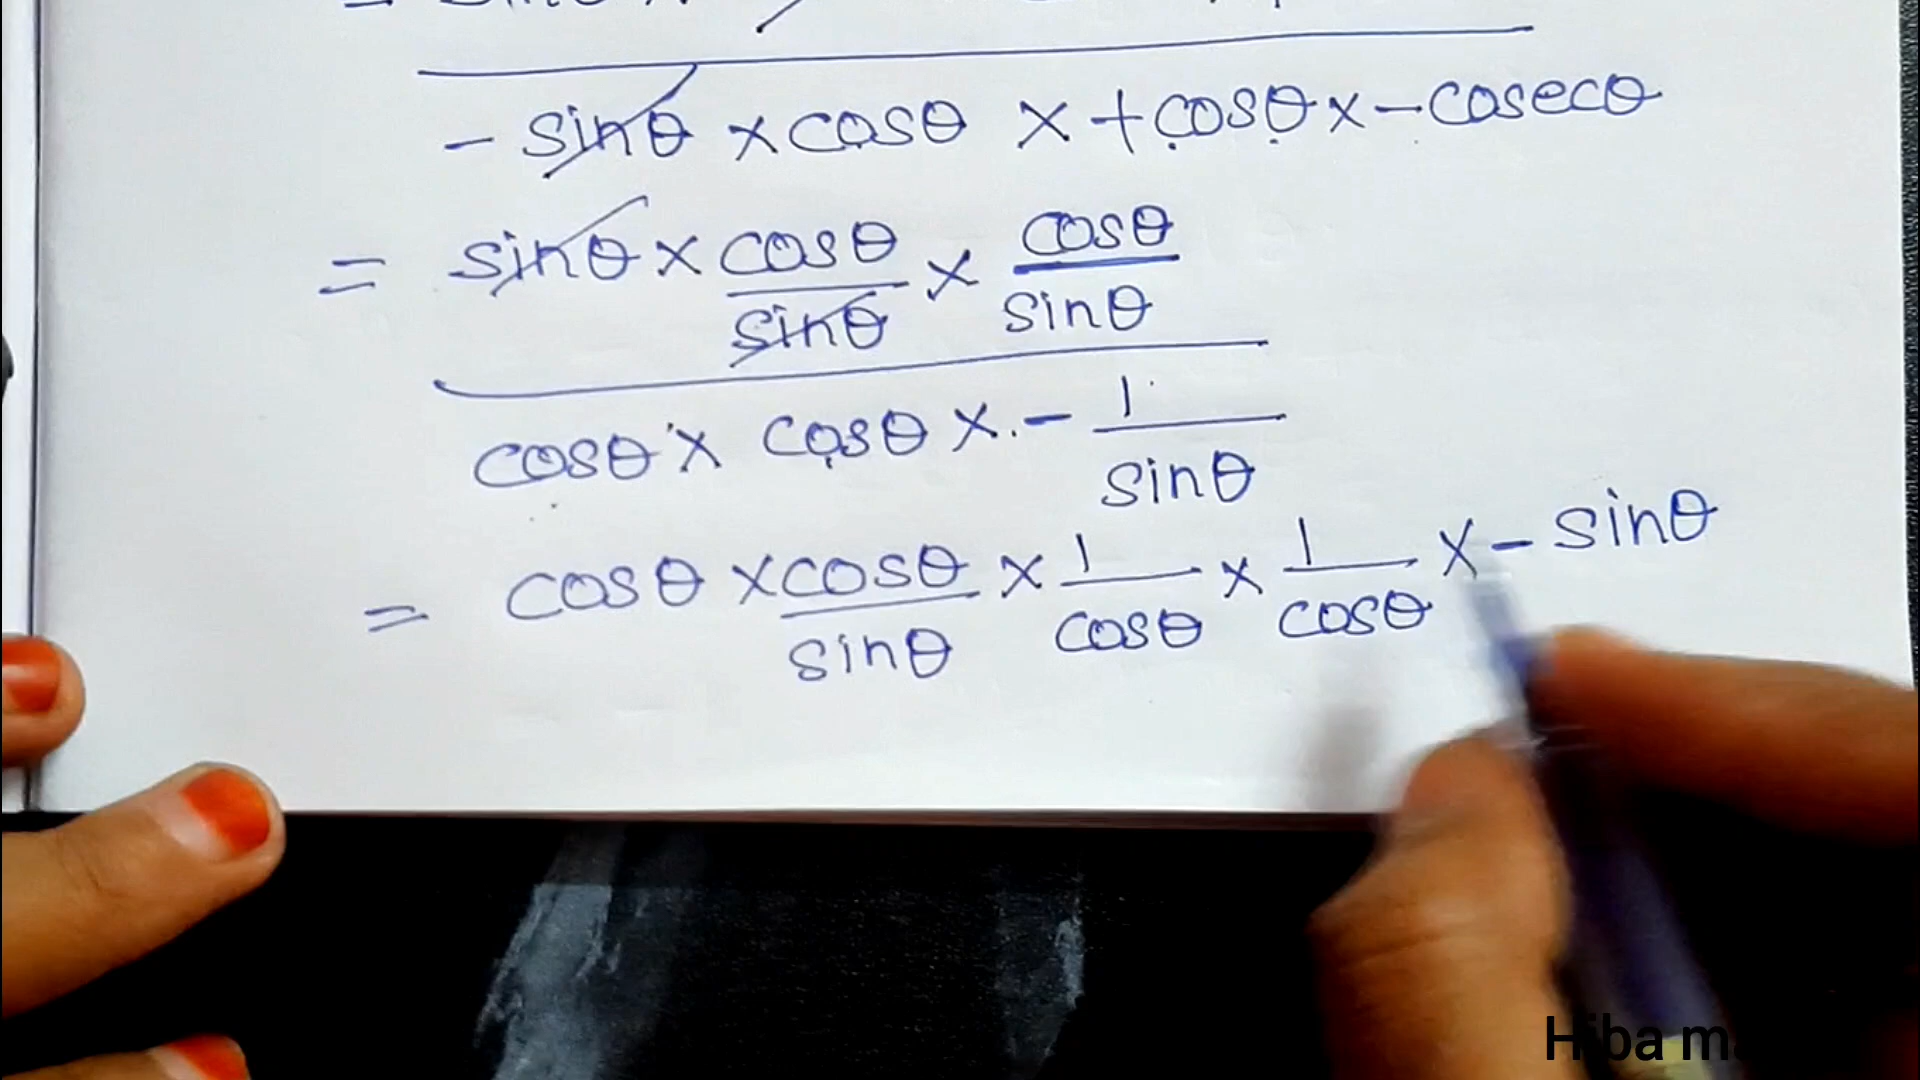 - sinθ × cosθ × + cosθ × - cosecθ
= sinθ × cosθ/sinθ × cosθ/sinθ
cosθ × cosθ × - 1/sinθ
= cosθ × cosθ/sinθ × 1/cosθ × 1/cosθ × - sinθ